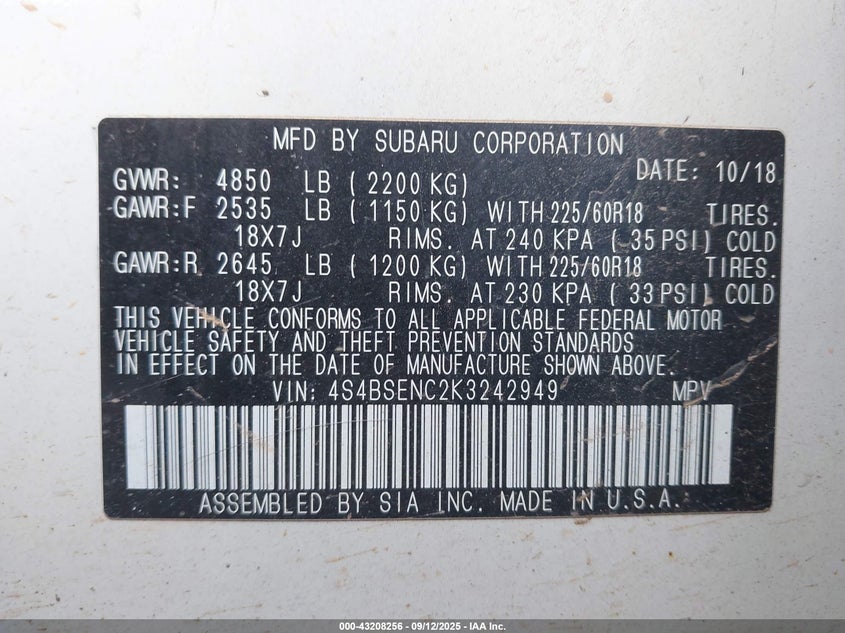 MFD BY SUBARU CORPORATION
GVWR: 4850 LB ( 2200 KG) DATE: 10/18
GAWR:F 2535 LB ( 1150 KG) WITH 225/60R18 TIRES.
18X7J RIMS. AT 240 KPA ( 35 PSI) COLD
GAWR:R 2645 LB ( 1200 KG) WITH 225/60R18 TIRES.
18X7J RIMS. AT 230 KPA ( 33 PSI) COLD
THIS VEHICLE CONFORMS TO ALL APPLICABLE FEDERAL MOTOR
VEHICLE SAFETY AND THEFT PREVENTION STANDARDS
IN EFFECT ON THE DATE OF MANUFACTURE SHOWN ABOVE.
VIN: 4S4BSENC2K3242949 MPV
ASSEMBLED BY SIA INC. MADE IN U.S.A.
000-43208256 - 09/12/2025 - IAA Inc.